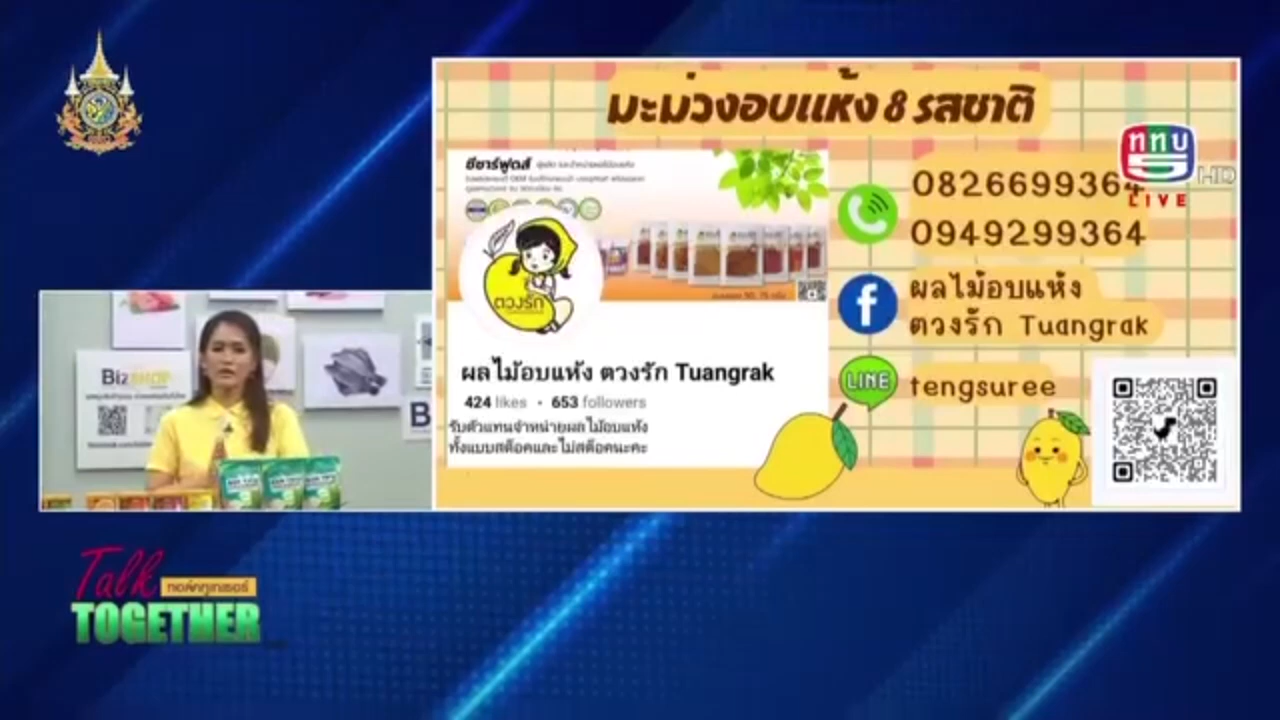 มะม่วงอบแห้ง 8 รสชาติ
ททบ
5 HD
LIVE
ซีซาร์ฟูดส์
ตวงรัก
0826699364
0949299364
ผลไม้อบแห้ง
ตวงรัก Tuangrak
LINE tengsuree
ผลไม้อบแห้ง ตวงรัก Tuangrak
424 likes • 653 followers
รับตัวแทนจำหน่ายผลไม้อบแห้ง
ทั้งแบบสต็อคและไม่สต็อคนะคะ
BizSHOP
B
Talk
ทอล์คทูเกเธอร์
TOGETHER